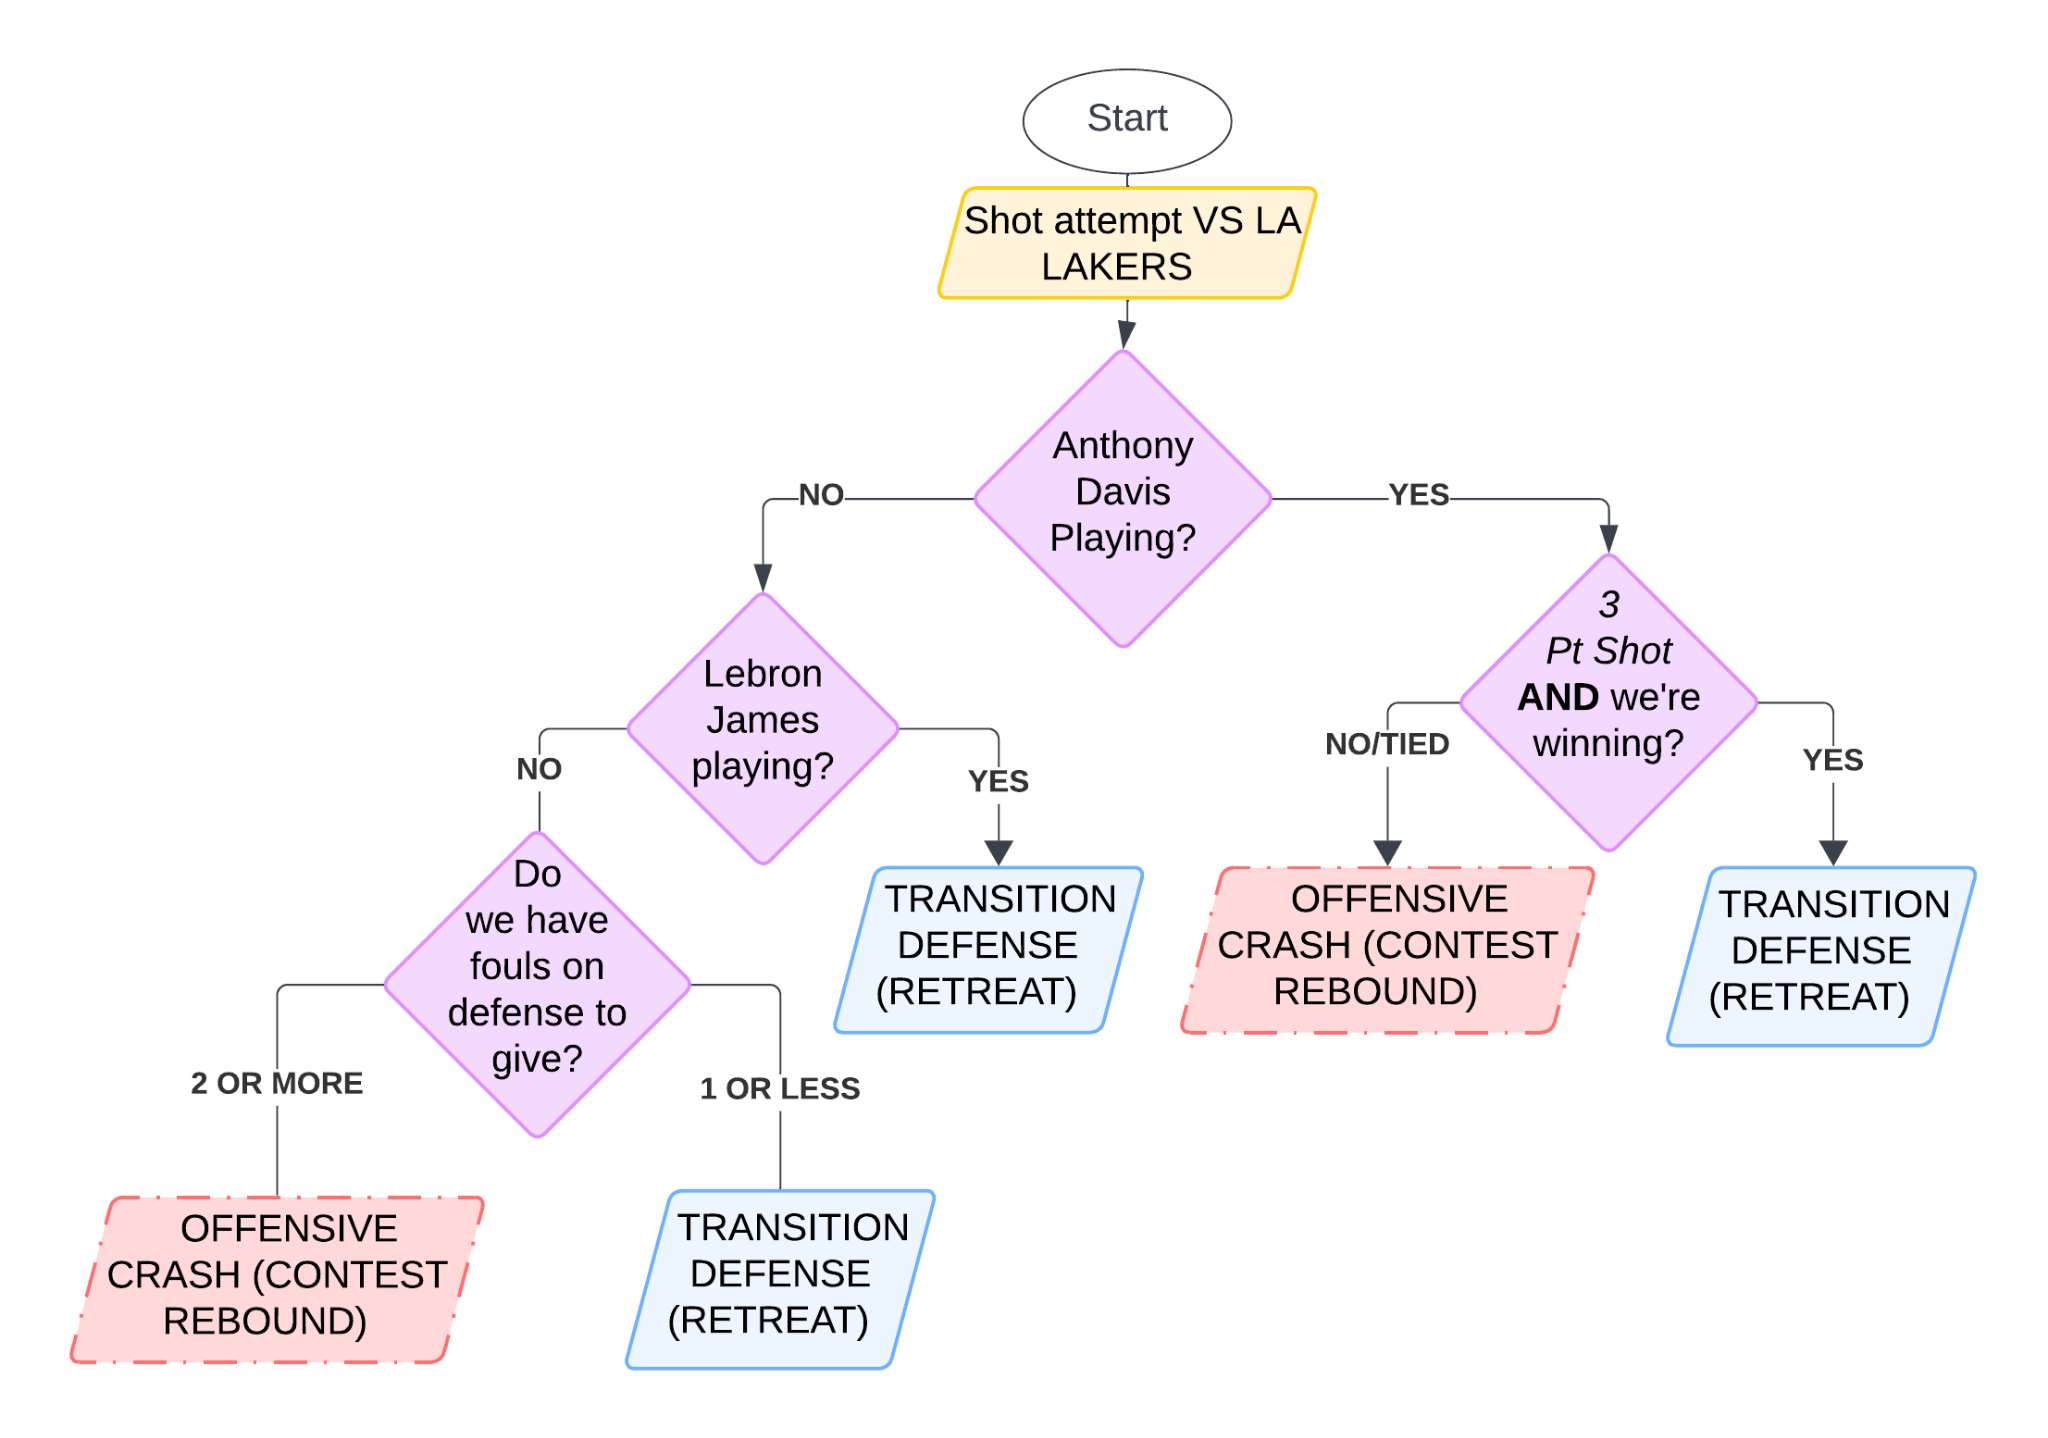 Start
Shot attempt VS LA
LAKERS
Anthony
Davis
Playing?
NO
YES
Lebron
James
playing?
3
Pt Shot
AND we're
winning?
NO
YES
NO/TIED
YES
Do
we have
fouls on
defense to
give?
TRANSITION
DEFENSE
(RETREAT)
OFFENSIVE
CRASH (CONTEST
REBOUND)
TRANSITION
DEFENSE
(RETREAT)
2 OR MORE
1 OR LESS
OFFENSIVE
CRASH (CONTEST
REBOUND)
TRANSITION
DEFENSE
(RETREAT)